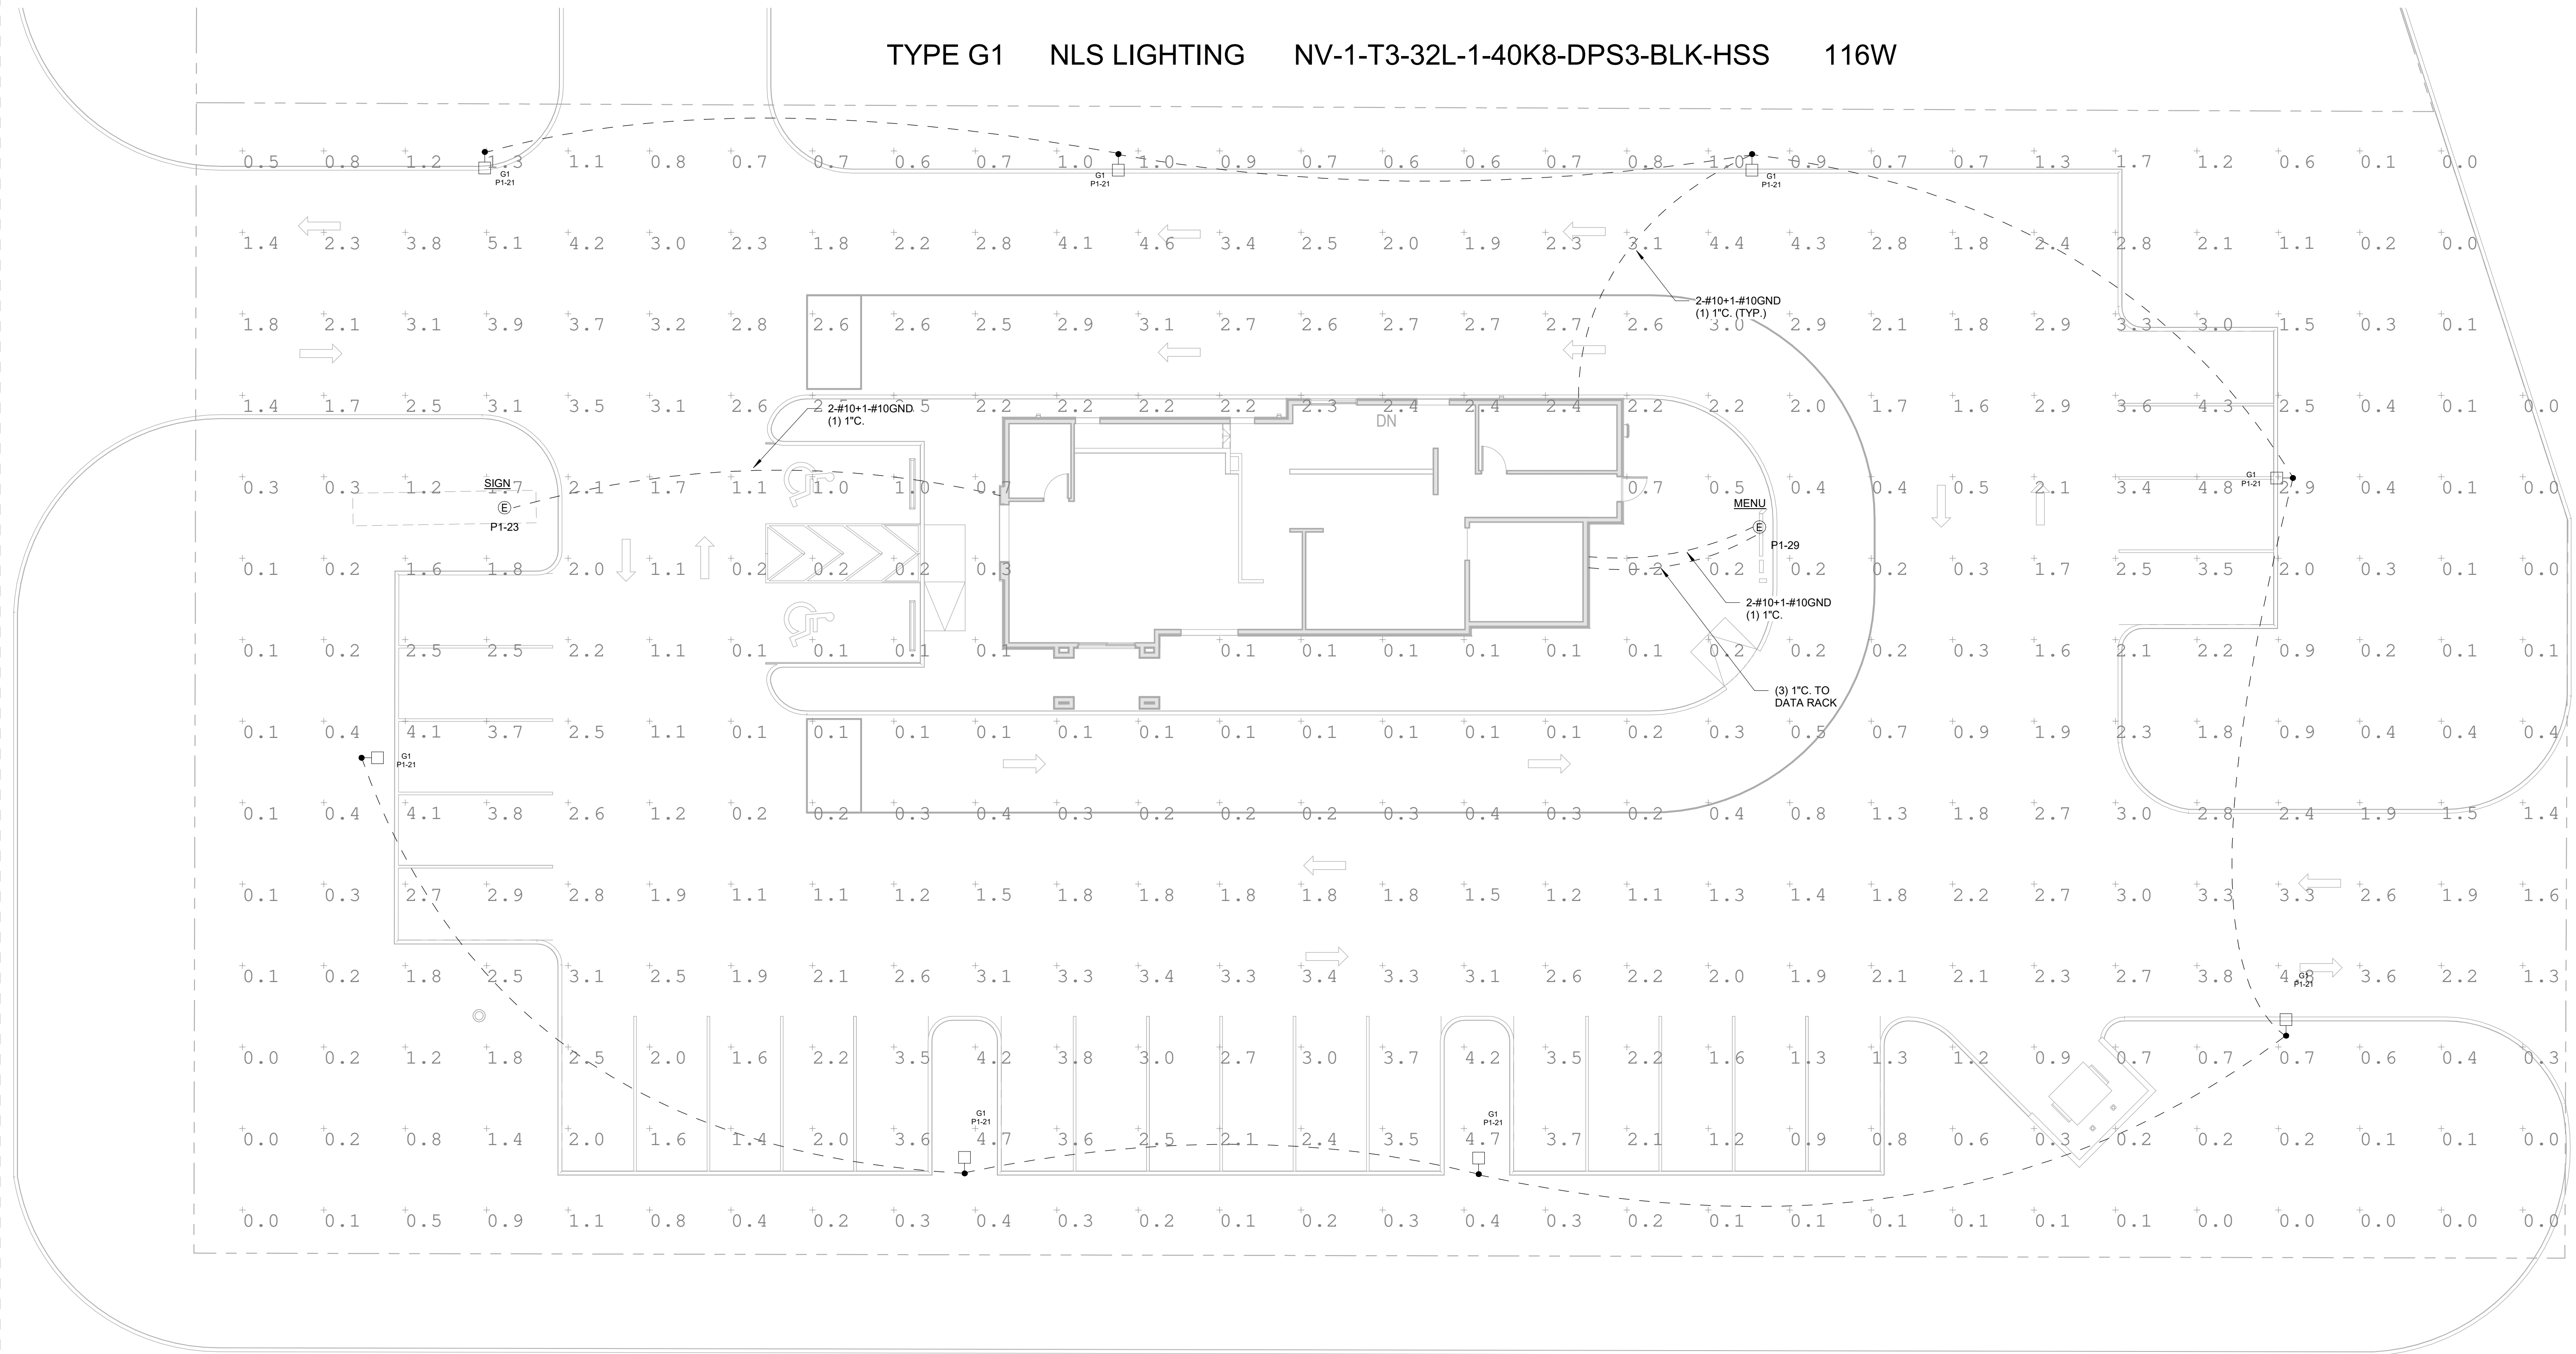 TYPE G1 NLS LIGHTING NV-1-T3-32L-1-40K8-DPS3-BLK-HSS 116W
0.5 0.8 1.2 1.3 1.1 0.8 0.7 0.7 0.6 0.7 1.0 1.0 0.9 0.7 0.6 0.6 0.7 0.8 1.0 0.9 0.7 0.7 1.3 1.7 1.2 0.6 0.1 0.0
G1
P1-21
G1
P1-21
G1
P1-21
1.4 2.3 3.8 5.1 4.2 3.0 2.3 1.8 2.2 2.8 4.1 4.6 3.4 2.5 2.0 1.9 2.3 3.1 4.4 4.3 2.8 1.8 2.4 2.8 2.1 1.1 0.2 0.0
2-#10+1-#10GND
(1) 1"C. (TYP.)
1.8 2.1 3.1 3.9 3.7 3.2 2.8 2.6 2.6 2.5 2.9 3.1 2.7 2.6 2.7 2.7 2.7 2.6 3.0 2.9 2.1 1.8 2.9 3.3 3.0 1.5 0.3 0.1
1.4 1.7 2.5 3.1 3.5 3.1 2.6 2.5 2.5 2.2 2.2 2.2 2.2 2.3 2.4 2.4 2.4 2.2 2.2 2.0 1.7 1.6 2.9 3.6 4.3 2.5 0.4 0.1 0.0
2-#10+1-#10GND
(1) 1"C.
DN
SIGN
0.3 0.3 1.2 1.7 2.1 1.7 1.1 1.0 1.0 0.7 0.7 0.5 0.4 0.4 0.5 2.1 3.4 4.8 2.9 0.4 0.1 0.0
G1
P1-21
E
P1-23
MENU
E
P1-29
0.1 0.2 1.6 1.8 2.0 1.1 0.2 0.2 0.2 0.3 0.2 0.2 0.2 0.2 0.3 1.7 2.5 3.5 2.0 0.3 0.1 0.0
2-#10+1-#10GND
(1) 1"C.
0.1 0.2 2.5 2.5 2.2 1.1 0.1 0.1 0.1 0.1 0.1 0.1 0.1 0.1 0.1 0.1 0.2 0.2 0.2 0.3 1.6 2.1 2.2 0.9 0.2 0.1 0.1
(3) 1"C. TO
DATA RACK
0.1 0.4 4.1 3.7 2.5 1.1 0.1 0.1 0.1 0.1 0.1 0.1 0.1 0.1 0.1 0.1 0.1 0.2 0.3 0.5 0.7 0.9 1.9 2.3 1.8 0.9 0.4 0.4 0.4
G1
P1-21
0.1 0.4 4.1 3.8 2.6 1.2 0.2 0.2 0.3 0.4 0.3 0.2 0.2 0.2 0.3 0.4 0.3 0.2 0.4 0.8 1.3 1.8 2.7 3.0 2.8 2.4 1.9 1.5 1.4
0.1 0.3 2.7 2.9 2.8 1.9 1.1 1.1 1.2 1.5 1.8 1.8 1.8 1.8 1.8 1.5 1.2 1.1 1.3 1.4 1.8 2.2 2.7 3.0 3.3 3.3 2.6 1.9 1.6
0.1 0.2 1.8 2.5 3.1 2.5 1.9 2.1 2.6 3.1 3.3 3.4 3.3 3.4 3.3 3.1 2.6 2.2 2.0 1.9 2.1 2.1 2.3 2.7 3.8 4.8 3.6 2.2 1.3
G1
P1-21
0.0 0.2 1.2 1.8 2.5 2.0 1.6 2.2 3.5 4.2 3.8 3.0 2.7 3.0 3.7 4.2 3.5 2.2 1.6 1.3 1.3 1.2 0.9 0.7 0.7 0.7 0.6 0.4 0.3
G1
P1-21
G1
P1-21
0.0 0.2 0.8 1.4 2.0 1.6 1.4 2.0 3.6 4.7 3.6 2.5 2.1 2.4 3.5 4.7 3.7 2.1 1.2 0.9 0.8 0.6 0.3 0.2 0.2 0.2 0.1 0.1 0.0
0.0 0.1 0.5 0.9 1.1 0.8 0.4 0.2 0.3 0.4 0.3 0.2 0.1 0.2 0.3 0.4 0.3 0.2 0.1 0.1 0.1 0.1 0.1 0.1 0.0 0.0 0.0 0.0 0.0